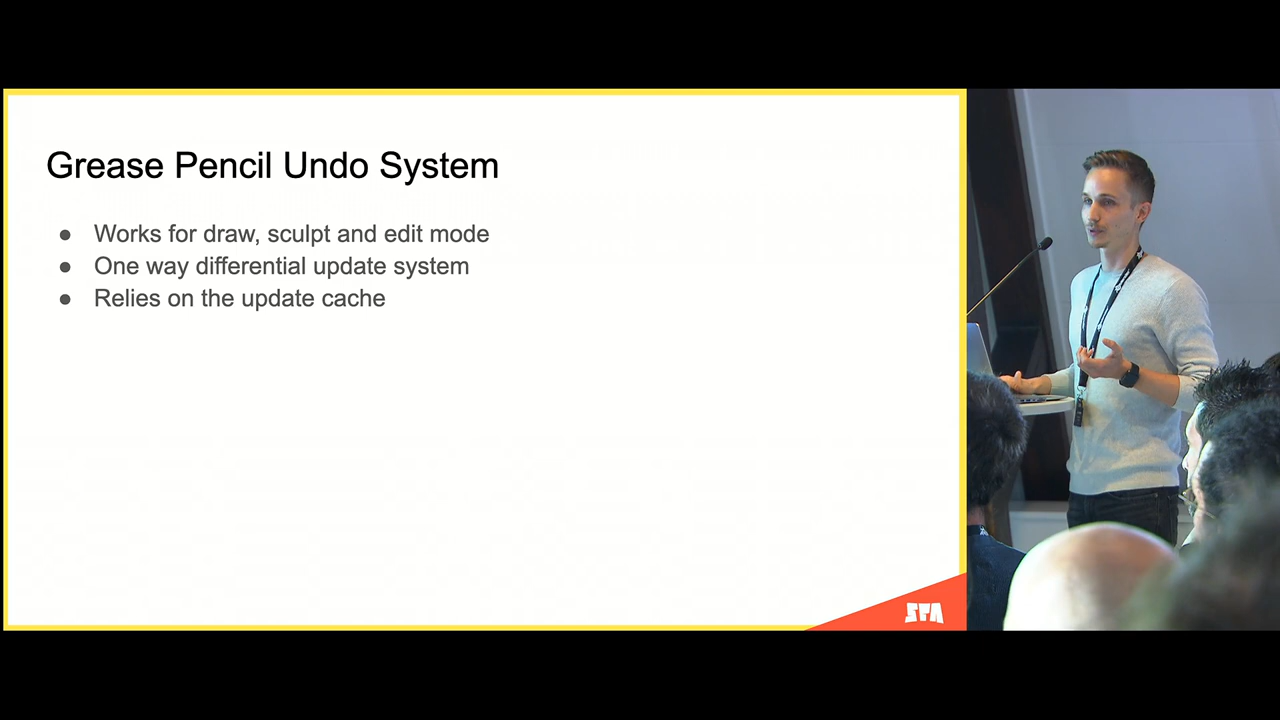 Grease Pencil Undo System
● Works for draw, sculpt and edit mode
● One way differential update system
● Relies on the update cache
SFA